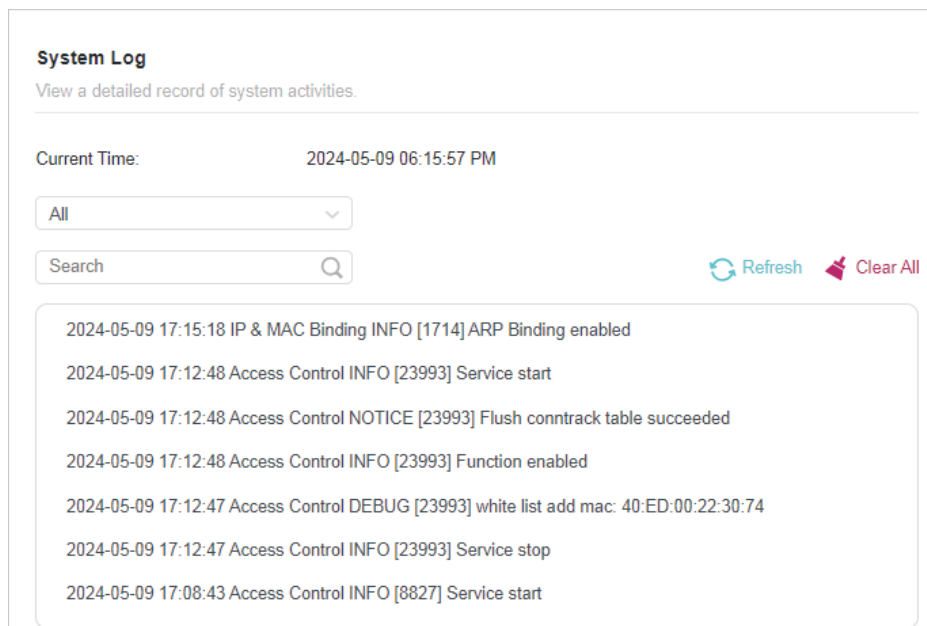 System Log
View a detailed record of system activities.
Current Time: 2024-05-09 06:15:57 PM
All
Search
Refresh Clear All
2024-05-09 17:15:18 IP & MAC Binding INFO [1714] ARP Binding enabled
2024-05-09 17:12:48 Access Control INFO [23993] Service start
2024-05-09 17:12:48 Access Control NOTICE [23993] Flush conntrack table succeeded
2024-05-09 17:12:48 Access Control INFO [23993] Function enabled
2024-05-09 17:12:47 Access Control DEBUG [23993] white list add mac: 40:ED:00:22:30:74
2024-05-09 17:12:47 Access Control INFO [23993] Service stop
2024-05-09 17:08:43 Access Control INFO [8827] Service start